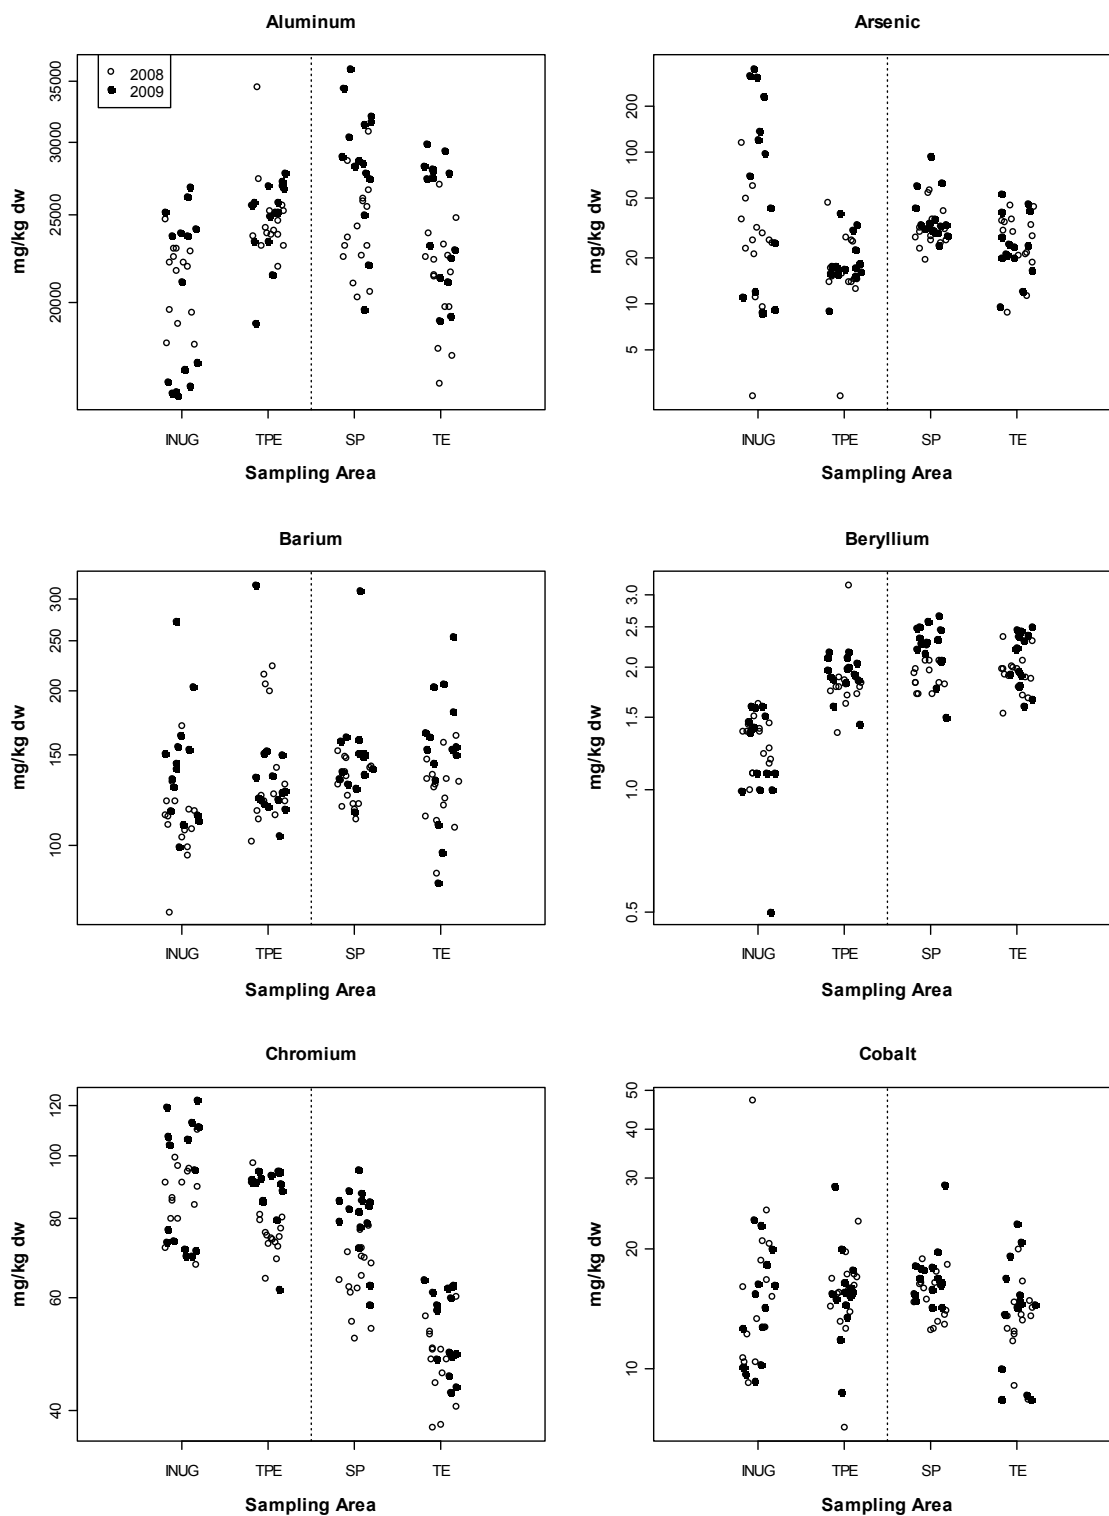 Aluminum
Arsenic
mg/kg dw
35000
30000
25000
20000
2008
2009
INUG TPE SP TE
Sampling Area
mg/kg dw
200
100
50
20
10
5
INUG TPE SP TE
Sampling Area
Barium
Beryllium
mg/kg dw
300
250
200
150
100
INUG TPE SP TE
Sampling Area
mg/kg dw
3.0
2.5
2.0
1.5
1.0
0.5
INUG TPE SP TE
Sampling Area
Chromium
Cobalt
mg/kg dw
120
100
80
60
40
INUG TPE SP TE
Sampling Area
mg/kg dw
50
40
30
20
10
INUG TPE SP TE
Sampling Area